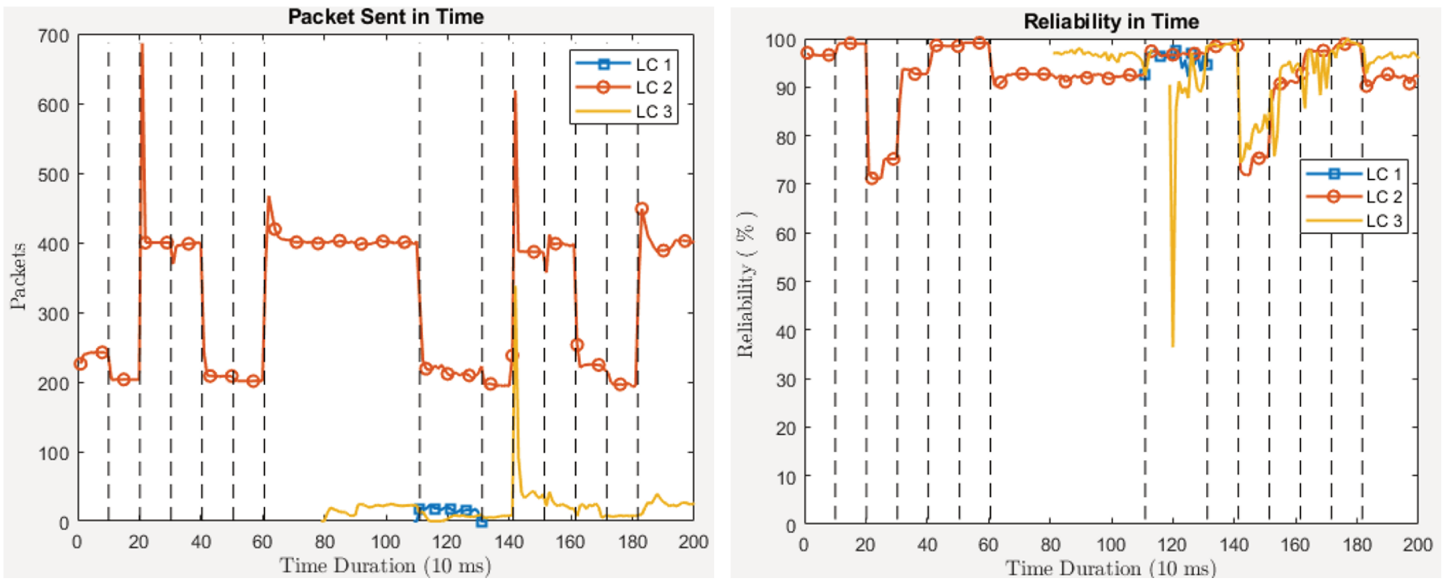 Packet Sent in Time
700
600
500
400
300
200
100
0
Packets
LC 1
LC 2
LC 3
0 20 40 60 80 100 120 140 160 180 200
Time Duration (10 ms)
Reliability in Time
100
90
80
70
60
50
40
30
20
10
0
Reliability ( % )
LC 1
LC 2
LC 3
0 20 40 60 80 100 120 140 160 180 200
Time Duration (10 ms)